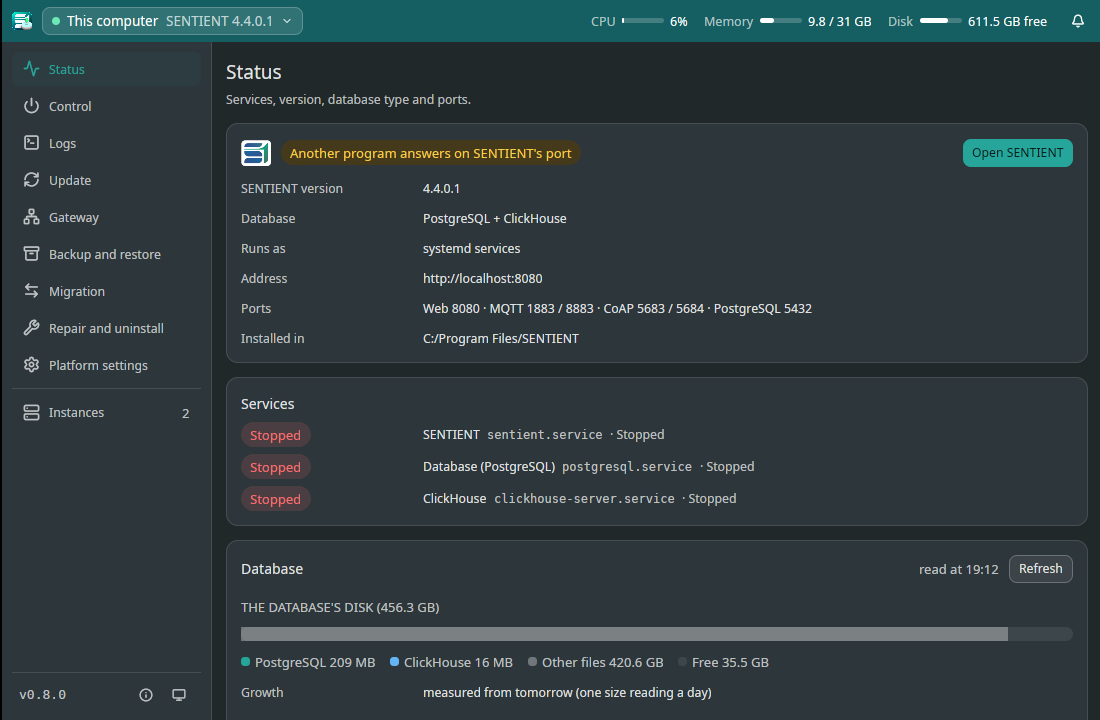 This computer SENTIENT 4.4.0.1
CPU 6% Memory 9.8 / 31 GB Disk 611.5 GB free
Status
Control
Logs
Update
Gateway
Backup and restore
Migration
Repair and uninstall
Platform settings
Instances 2
v0.8.0
Status
Services, version, database type and ports.
Another program answers on SENTIENT's port
Open SENTIENT
SENTIENT version 4.4.0.1
Database PostgreSQL + ClickHouse
Runs as systemd services
Address http://localhost:8080
Ports Web 8080 · MQTT 1883 / 8883 · CoAP 5683 / 5684 · PostgreSQL 5432
Installed in C:/Program Files/SENTIENT
Services
Stopped SENTIENT sentient.service · Stopped
Stopped Database (PostgreSQL) postgresql.service · Stopped
Stopped ClickHouse clickhouse-server.service · Stopped
Database read at 19:12 Refresh
THE DATABASE'S DISK (456.3 GB)
PostgreSQL 209 MB ClickHouse 16 MB Other files 420.6 GB Free 35.5 GB
Growth measured from tomorrow (one size reading a day)